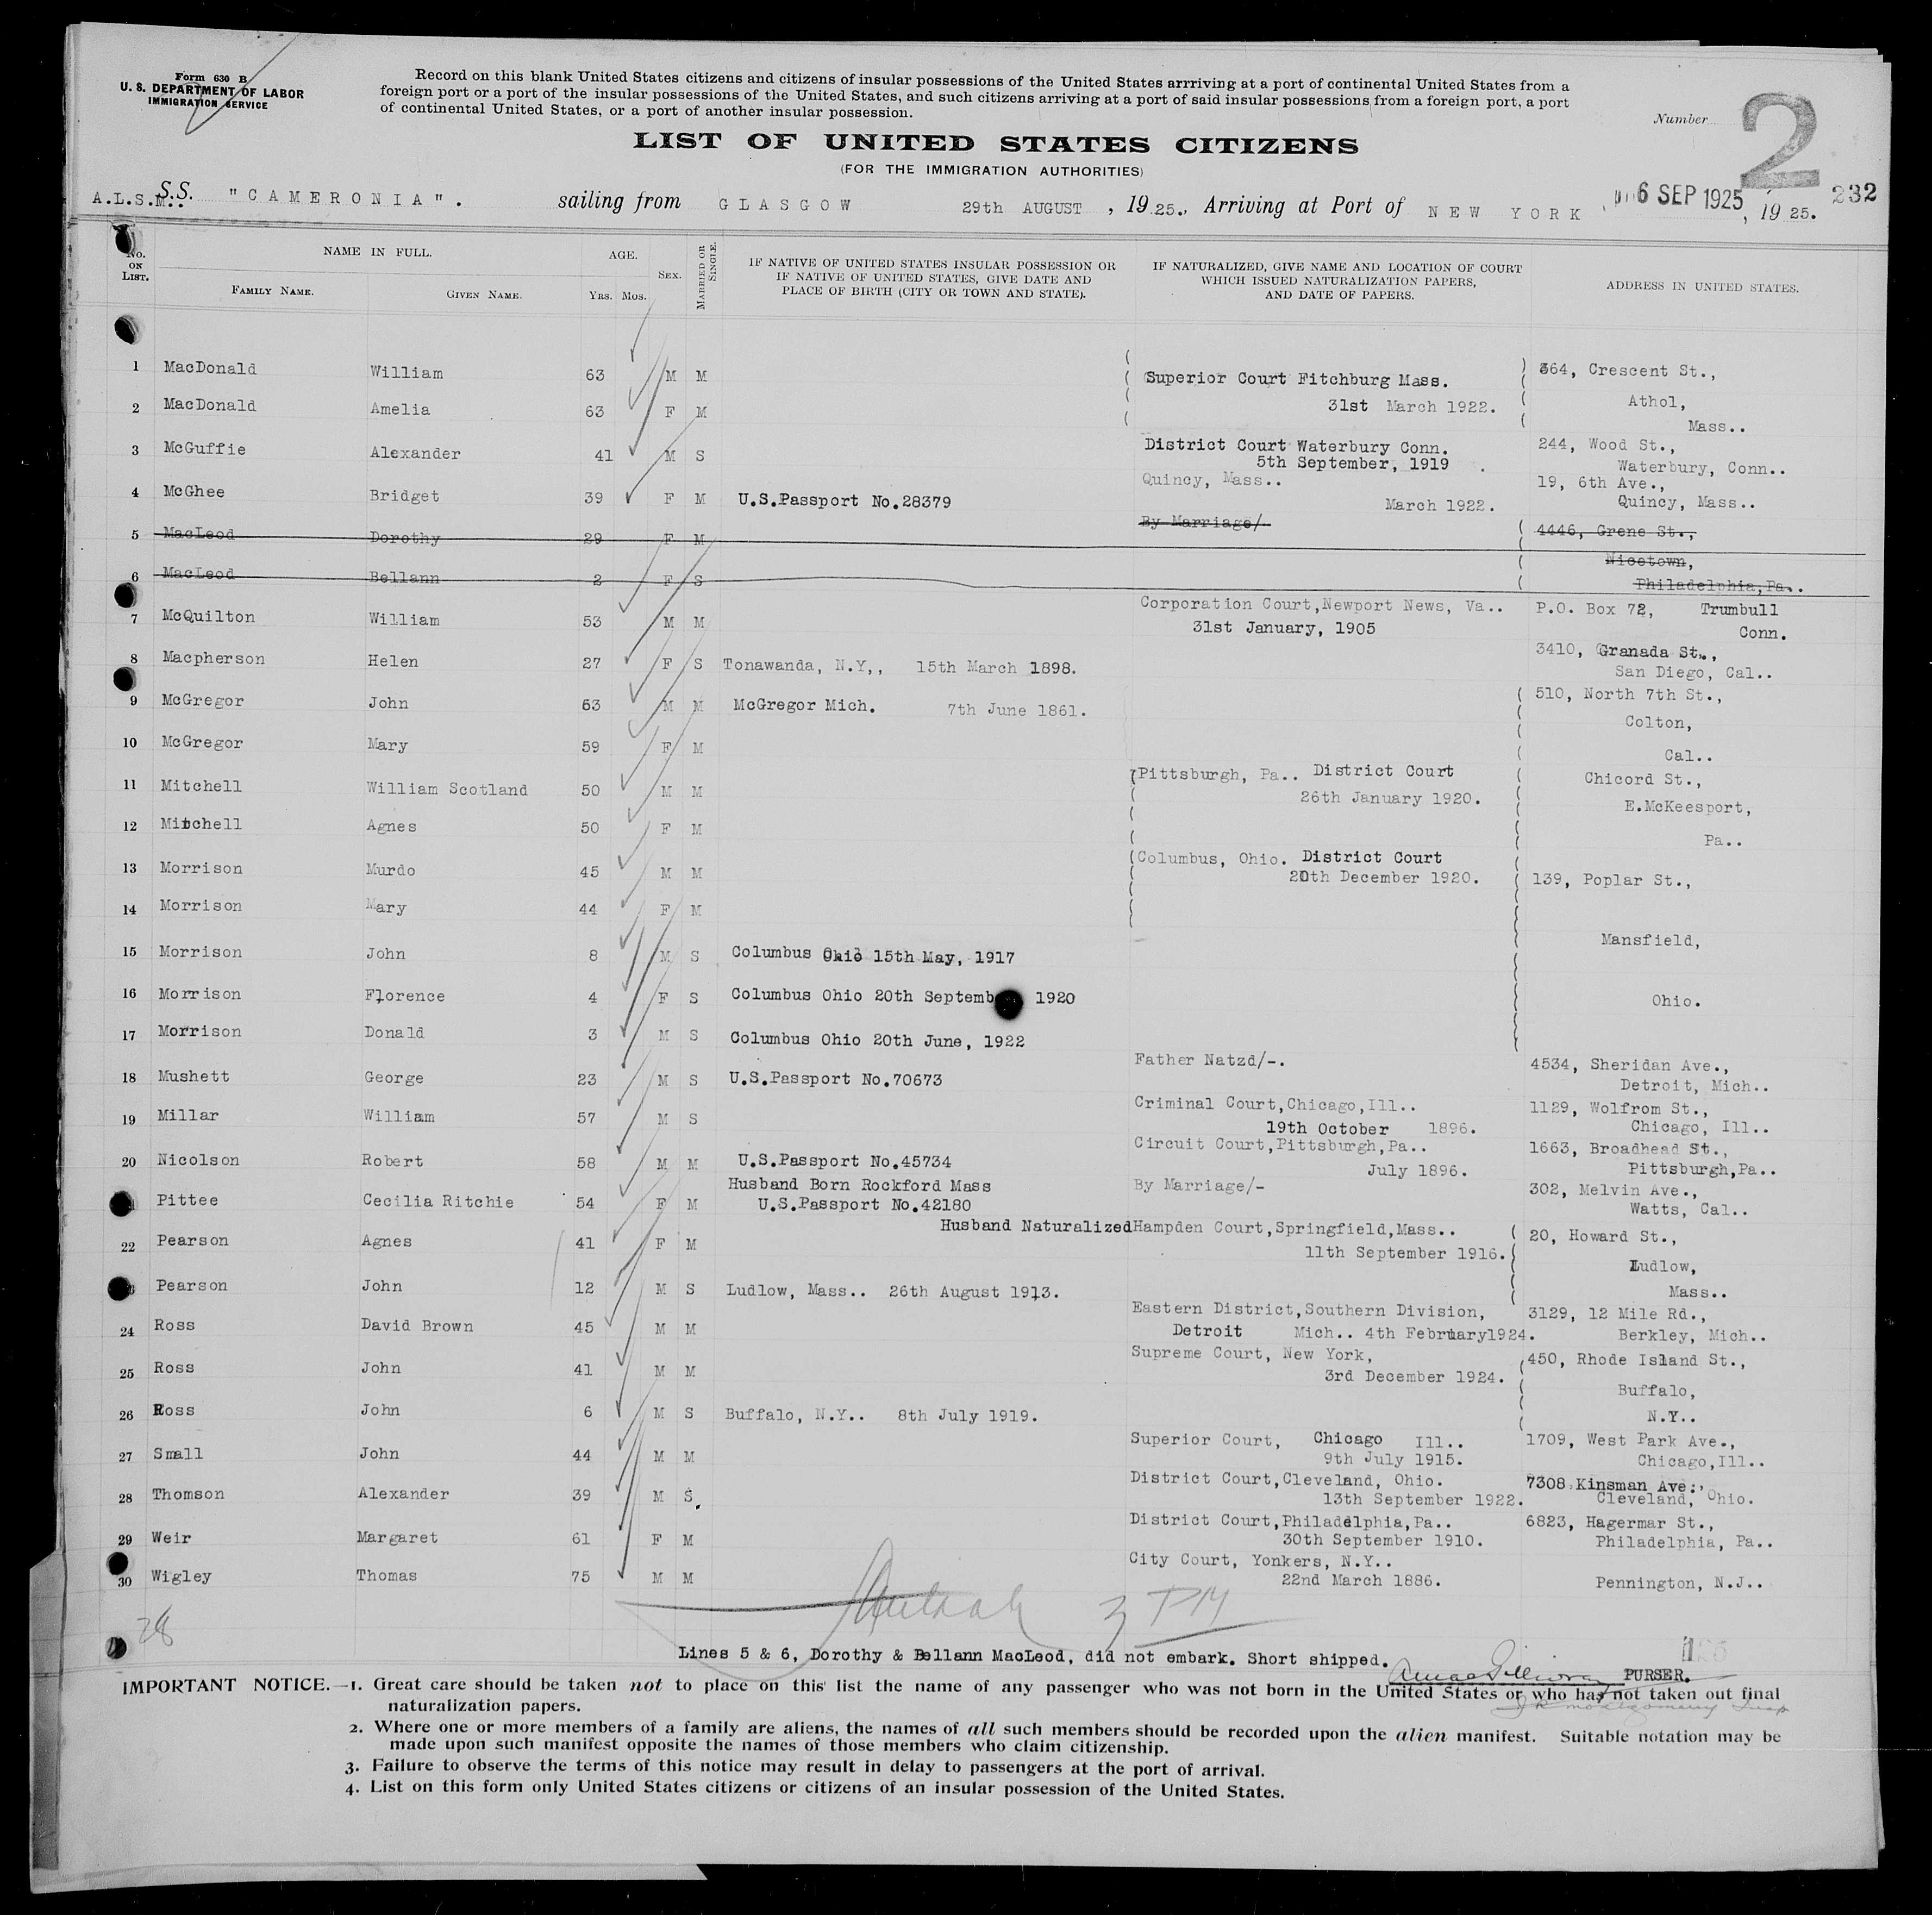 Form 630 B
U. S. DEPARTMENT OF LABOR
IMMIGRATION SERVICE
Record on this blank United States citizens and citizens of insular possessions of the United States arrriving at a port of continental United States from a
foreign port or a port of the insular possessions of the United States, and such citizens arriving at a port of said insular possessions from a foreign port, a port
of continental United States, or a port of another insular possession.
Number 2
LIST OF UNITED STATES CITIZENS
(FOR THE IMMIGRATION AUTHORITIES)
A.L.S.M.. S.S. "CAMERONIA". sailing from GLASGOW 29th AUGUST, 1925., Arriving at Port of NEW YORK, 6 SEP 1925, 1925. 232
No. ON LIST. NAME IN FULL. FAMILY NAME. GIVEN NAME. AGE. Yrs. Mos. SEX. MARRIED OR SINGLE.
IF NATIVE OF UNITED STATES INSULAR POSSESSION OR
IF NATIVE OF UNITED STATES, GIVE DATE AND
PLACE OF BIRTH (CITY OR TOWN AND STATE).
IF NATURALIZED, GIVE NAME AND LOCATION OF COURT
WHICH ISSUED NATURALIZATION PAPERS,
AND DATE OF PAPERS.
ADDRESS IN UNITED STATES.
1 MacDonald William 63 M M Superior Court Fitchburg Mass. 364, Crescent St.,
2 MacDonald Amelia 63 F M 31st March 1922. Athol,
Mass..
3 McGuffie Alexander 41 M S District Court Waterbury Conn. 244, Wood St.,
5th September, 1919 . Waterbury, Conn..
4 McGhee Bridget 39 F M U.S.Passport No.28379 Quincy, Mass.. 19, 6th Ave.,
March 1922. Quincy, Mass..
5 MacLeod Dorothy 29 F M By Marriage/- 4446, Grene St.,
Nicetown,
6 MacLeod Bellann 2 F S Philadelphia,Pa..
7 McQuilton William 53 M M Corporation Court,Newport News, Va.. P.O. Box 72, Trumbull
31st January, 1905 Conn.
8 Macpherson Helen 27 F S Tonawanda, N.Y,, 15th March 1898. 3410, Granada St.,
San Diego, Cal..
9 McGregor John 63 M M McGregor Mich. 7th June 1861. 510, North 7th St.,
Colton,
10 McGregor Mary 59 F M Cal..
11 Mitchell William Scotland 50 M M Pittsburgh, Pa.. District Court Chicord St.,
26th January 1920. E.McKeesport,
12 Mitchell Agnes 50 F M Pa..
13 Morrison Murdo 45 M M Columbus, Ohio. District Court
20th December 1920. 139, Poplar St.,
14 Morrison Mary 44 F M
Mansfield,
15 Morrison John 8 M S Columbus Ohio 15th May, 1917
16 Morrison Florence 4 F S Columbus Ohio 20th Septemb 1920 Ohio.
17 Morrison Donald 3 M S Columbus Ohio 20th June, 1922
18 Mushett George 23 M S U.S.Passport No.70673 Father Natzd/-. 4534, Sheridan Ave.,
Detroit, Mich..
19 Millar William 57 M S Criminal Court,Chicago,Ill.. 1129, Wolfrom St.,
19th October 1896. Chicago, Ill..
20 Nicolson Robert 58 M M U.S.Passport No.45734 Circuit Court,Pittsburgh,Pa.. 1663, Broadhead St.,
July 1896. Pittsburgh,Pa..
Husband Born Rockford Mass By Marriage/- 302, Melvin Ave.,
Pittee Cecilia Ritchie 54 F M U.S.Passport No.42180 Watts, Cal..
22 Pearson Agnes 41 F M Husband Naturalized Hampden Court,Springfield,Mass.. 20, Howard St.,
11th September 1916. Ludlow,
Pearson John 12 M S Ludlow, Mass.. 26th August 1913. Mass..
24 Ross David Brown 45 M M Eastern District,Southern Division, 3129, 12 Mile Rd.,
Detroit Mich.. 4th February1924. Berkley, Mich..
25 Ross John 41 M M Supreme Court, New York, 450, Rhode Island St.,
3rd December 1924. Buffalo,
26 Ross John 6 M S Buffalo, N.Y.. 8th July 1919. N.Y..
27 Small John 44 M M Superior Court, Chicago Ill.. 1709, West Park Ave.,
9th July 1915. Chicago,Ill..
28 Thomson Alexander 39 M S. District Court,Cleveland, Ohio. 7308 Kinsman Ave.,
13th September 1922. Cleveland, Ohio.
29 Weir Margaret 61 F M District Court,Philadelphia,Pa.. 6823, Hagermar St.,
30th September 1910. Philadelphia, Pa..
30 Wigley Thomas 75 M M City Court, Yonkers, N.Y..
22nd March 1886. Pennington, N.J..
28
3 PM
Lines 5 & 6, Dorothy & Bellann MacLeod, did not embark. Short shipped.
PURSER.
IMPORTANT NOTICE.—1. Great care should be taken not to place on this list the name of any passenger who was not born in the United States or who has not taken out final
naturalization papers.
2. Where one or more members of a family are aliens, the names of all such members should be recorded upon the alien manifest. Suitable notation may be
made upon such manifest opposite the names of those members who claim citizenship.
3. Failure to observe the terms of this notice may result in delay to passengers at the port of arrival.
4. List on this form only United States citizens or citizens of an insular possession of the United States.